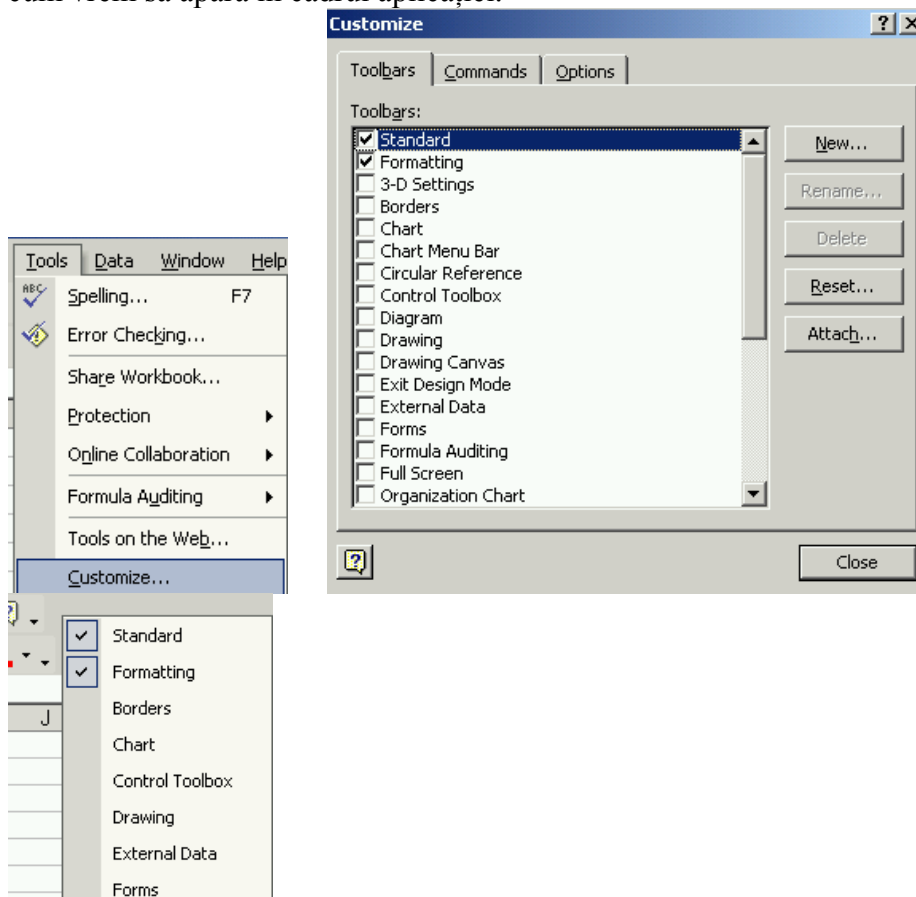 cum vrem să apară în cadrul aplicației.
Customize
Toolbars Commands Options
Toolbars:
Standard
Formatting
3-D Settings
Borders
Chart
Chart Menu Bar
Circular Reference
Control Toolbox
Diagram
Drawing
Drawing Canvas
Exit Design Mode
External Data
Forms
Formula Auditing
Full Screen
Organization Chart
New...
Rename...
Delete
Reset...
Attach...
Close
Tools Data Window Help
Spelling... F7
Error Checking...
Share Workbook...
Protection
Online Collaboration
Formula Auditing
Tools on the Web...
Customize...
J
Standard
Formatting
Borders
Chart
Control Toolbox
Drawing
External Data
Forms